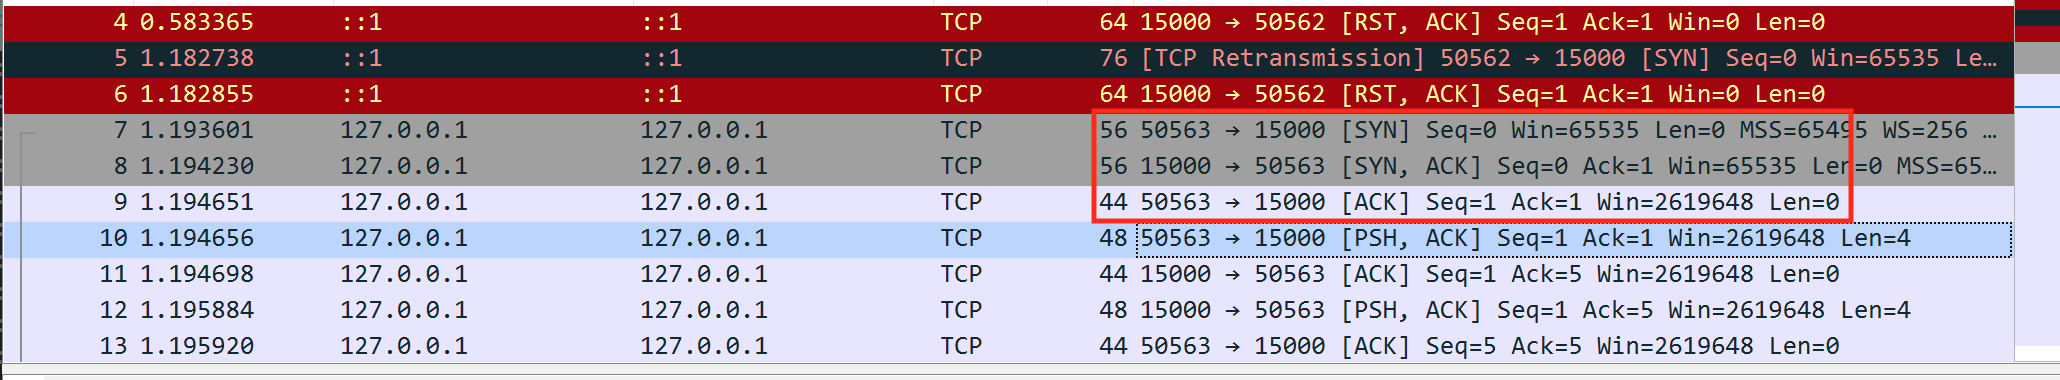 4 0.583365 ::1 ::1 TCP 64 15000 → 50562 [RST, ACK] Seq=1 Ack=1 Win=0 Len=0
5 1.182738 ::1 ::1 TCP 76 [TCP Retransmission] 50562 → 15000 [SYN] Seq=0 Win=65535 Le…
6 1.182855 ::1 ::1 TCP 64 15000 → 50562 [RST, ACK] Seq=1 Ack=1 Win=0 Len=0
7 1.193601 127.0.0.1 127.0.0.1 TCP 56 50563 → 15000 [SYN] Seq=0 Win=65535 Len=0 MSS=65495 WS=256 …
8 1.194230 127.0.0.1 127.0.0.1 TCP 56 15000 → 50563 [SYN, ACK] Seq=0 Ack=1 Win=65535 Len=0 MSS=65…
9 1.194651 127.0.0.1 127.0.0.1 TCP 44 50563 → 15000 [ACK] Seq=1 Ack=1 Win=2619648 Len=0
10 1.194656 127.0.0.1 127.0.0.1 TCP 48 50563 → 15000 [PSH, ACK] Seq=1 Ack=1 Win=2619648 Len=4
11 1.194698 127.0.0.1 127.0.0.1 TCP 44 15000 → 50563 [ACK] Seq=1 Ack=5 Win=2619648 Len=0
12 1.195884 127.0.0.1 127.0.0.1 TCP 48 15000 → 50563 [PSH, ACK] Seq=1 Ack=5 Win=2619648 Len=4
13 1.195920 127.0.0.1 127.0.0.1 TCP 44 50563 → 15000 [ACK] Seq=5 Ack=5 Win=2619648 Len=0